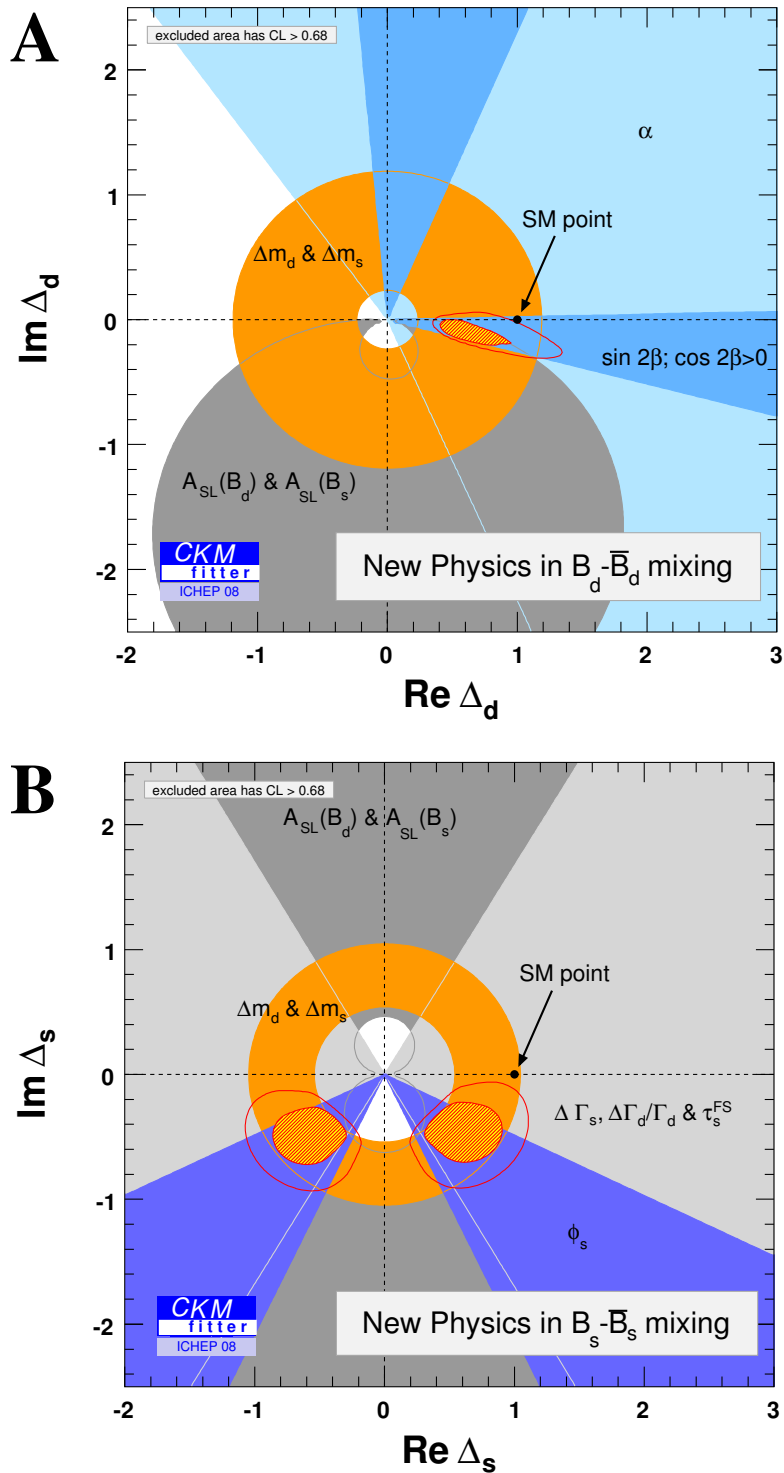 A
excluded area has CL > 0.68
α
Δm_d & Δm_s
SM point
sin 2β; cos 2β>0
A_SL(B_d) & A_SL(B_s)
CKM
fitter
ICHEP 08
New Physics in B_d-B̅_d mixing
Im Δ_d
2
1
0
-1
-2
-2
-1
0
1
2
3
Re Δ_d
B
excluded area has CL > 0.68
A_SL(B_d) & A_SL(B_s)
SM point
Δm_d & Δm_s
Δ Γ_s, ΔΓ_d/Γ_d & τ_s^FS
ϕ_s
CKM
fitter
ICHEP 08
New Physics in B_s-B̅_s mixing
Im Δ_s
2
1
0
-1
-2
-2
-1
0
1
2
3
Re Δ_s